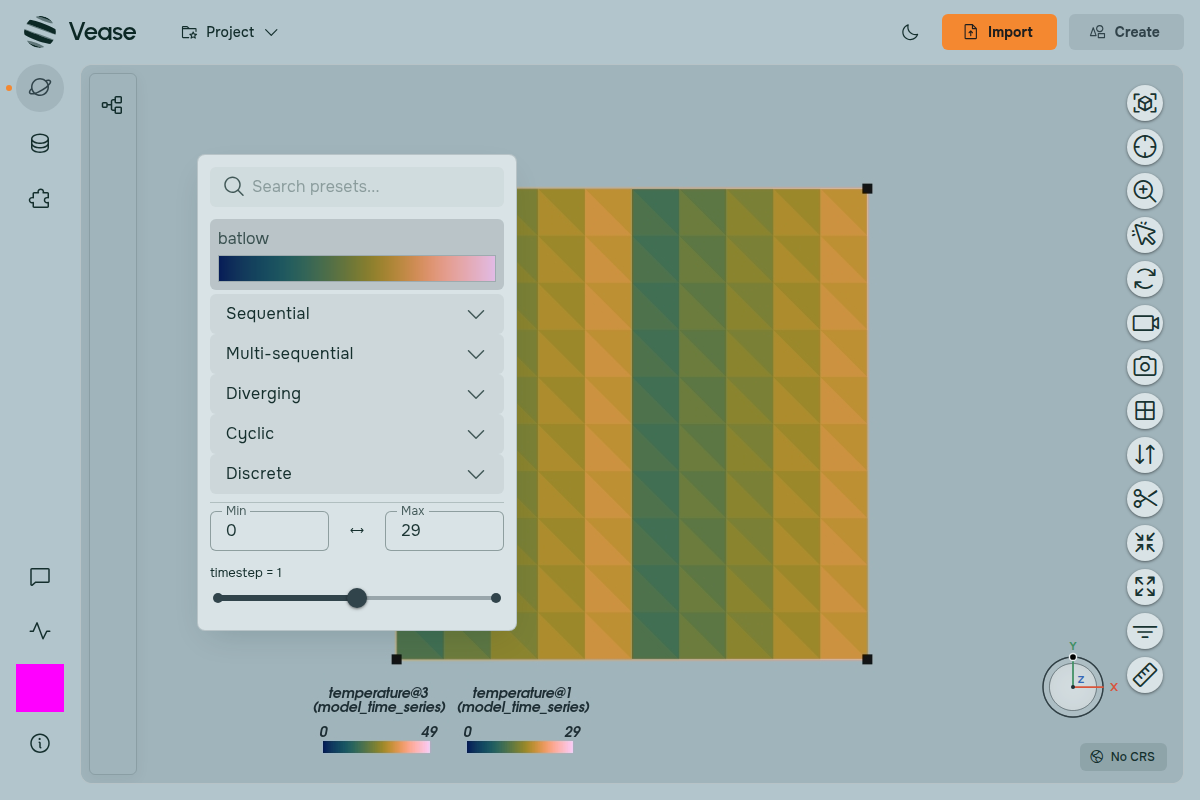 Vease
Project
Import
Create
Search presets...
batlow
Sequential
Multi-sequential
Diverging
Cyclic
Discrete
Min
0
Max
29
timestep = 1
temperature@3
(model_time_series)
0 49
temperature@1
(model_time_series)
0 29
Y
Z
X
No CRS